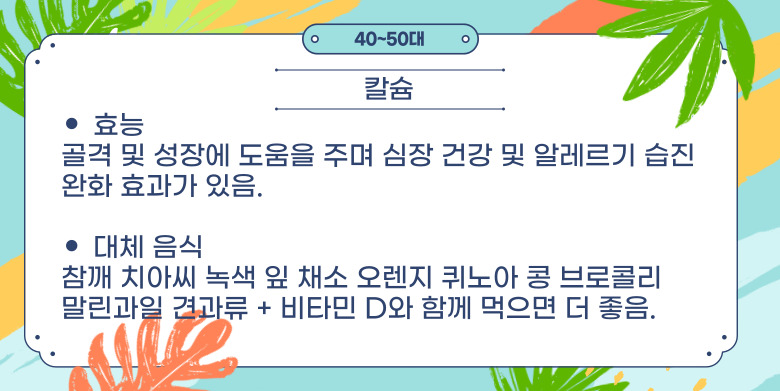 40~50대
칼슘
● 효능
골격 및 성장에 도움을 주며 심장 건강 및 알레르기 습진
완화 효과가 있음.
● 대체 음식
참깨 치아씨 녹색 잎 채소 오렌지 퀴노아 콩 브로콜리
말린과일 견과류 + 비타민 D와 함께 먹으면 더 좋음.